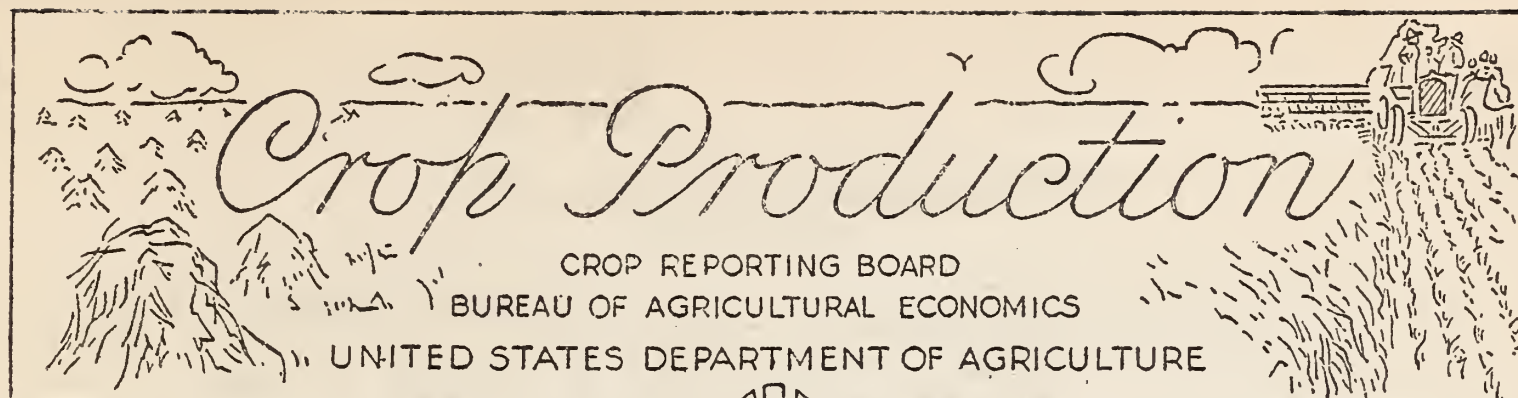 Crop Production
CROP REPORTING BOARD
BUREAU OF AGRICULTURAL ECONOMICS
UNITED STATES DEPARTMENT OF AGRICULTURE